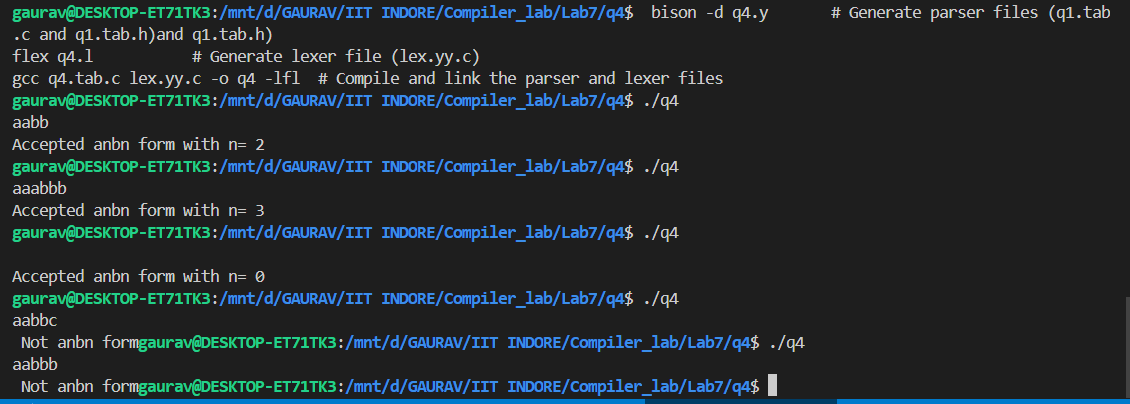 gaurav@DESKTOP-ET71TK3:/mnt/d/GAURAV/IIT INDORE/Compiler_lab/Lab7/q4$  bison -d q4.y       # Generate parser files (q1.tab
.c and q1.tab.h)and q1.tab.h)
flex q4.l          # Generate lexer file (lex.yy.c)
gcc q4.tab.c lex.yy.c -o q4 -lfl  # Compile and link the parser and lexer files
gaurav@DESKTOP-ET71TK3:/mnt/d/GAURAV/IIT INDORE/Compiler_lab/Lab7/q4$ ./q4
aabb
Accepted anbn form with n= 2
gaurav@DESKTOP-ET71TK3:/mnt/d/GAURAV/IIT INDORE/Compiler_lab/Lab7/q4$ ./q4
aaabbb
Accepted anbn form with n= 3
gaurav@DESKTOP-ET71TK3:/mnt/d/GAURAV/IIT INDORE/Compiler_lab/Lab7/q4$ ./q4
Accepted anbn form with n= 0
gaurav@DESKTOP-ET71TK3:/mnt/d/GAURAV/IIT INDORE/Compiler_lab/Lab7/q4$ ./q4
aabbc
 Not anbn formgaurav@DESKTOP-ET71TK3:/mnt/d/GAURAV/IIT INDORE/Compiler_lab/Lab7/q4$ ./q4
aabbb
 Not anbn formgaurav@DESKTOP-ET71TK3:/mnt/d/GAURAV/IIT INDORE/Compiler_lab/Lab7/q4$